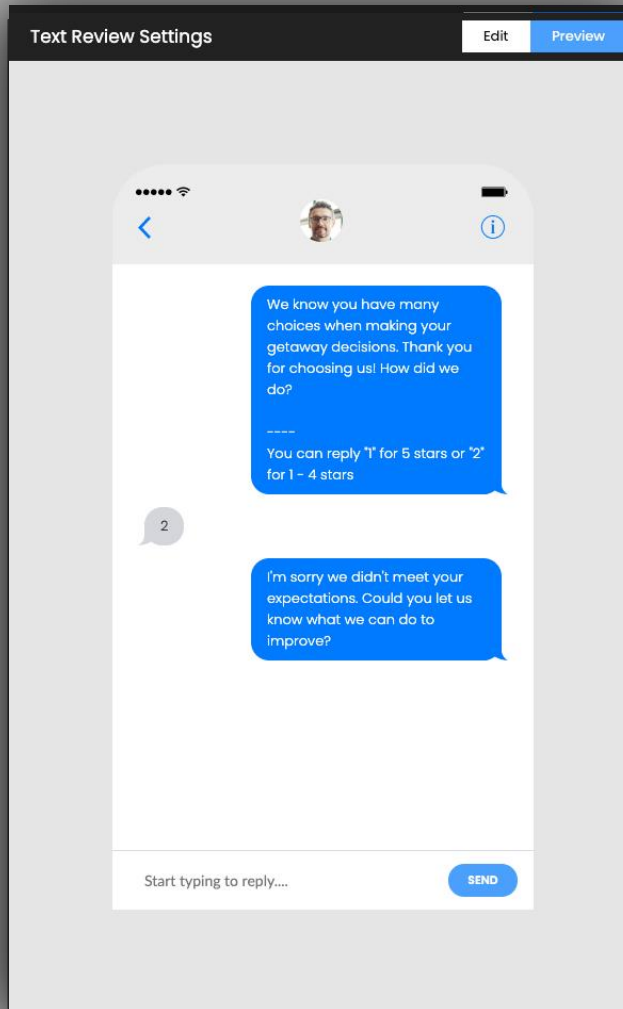 Text Review Settings
Edit
Preview
We know you have many
choices when making your
getaway decisions. Thank you
for choosing us! How did we
do?
----
You can reply "1" for 5 stars or "2"
for 1 - 4 stars
2
I'm sorry we didn't meet your
expectations. Could you let us
know what we can do to
improve?
Start typing to reply....
SEND